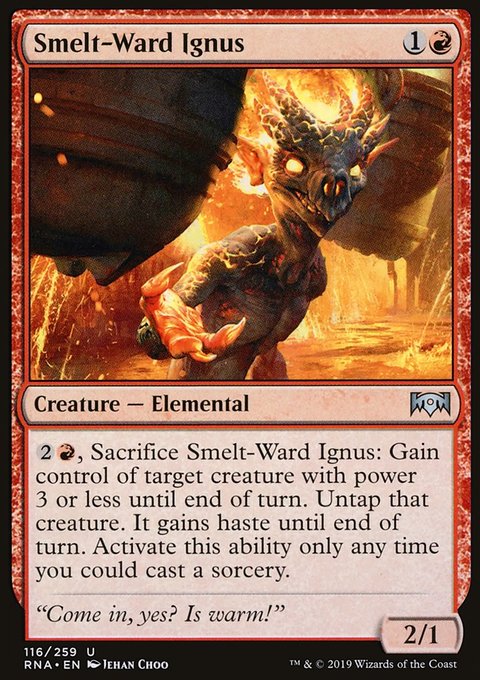 Smelt-Ward Ignus 1
Creature — Elemental
2, Sacrifice Smelt-Ward Ignus: Gain
control of target creature with power
3 or less until end of turn. Untap that
creature. It gains haste until end of
turn. Activate this ability only any time
you could cast a sorcery.
“Come in, yes? Is warm!”
2/1
116/259 U
RNA • EN Jehan Choo
™ & © 2019 Wizards of the Coast